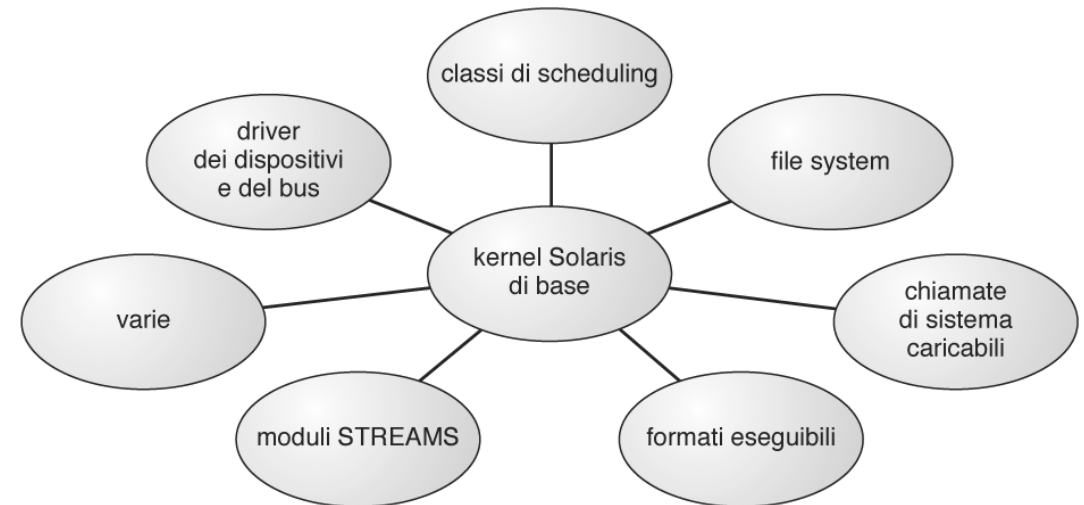 classi di scheduling
driver
dei dispositivi
e del bus
file system
kernel Solaris
di base
varie
chiamate
di sistema
caricabili
moduli STREAMS
formati eseguibili